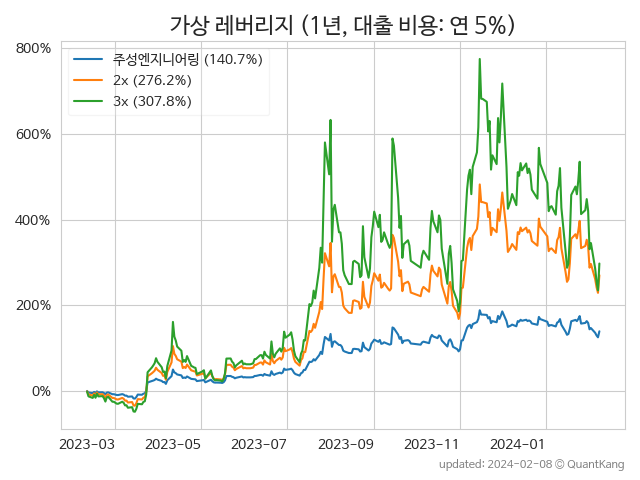 가상 레버리지 (1년, 대출 비용: 연 5%)
800%
600%
400%
200%
0%
주성엔지니어링 (140.7%)
2x (276.2%)
3x (307.8%)
2023-03 2023-05 2023-07 2023-09 2023-11 2024-01
updated: 2024-02-08 © QuantKang